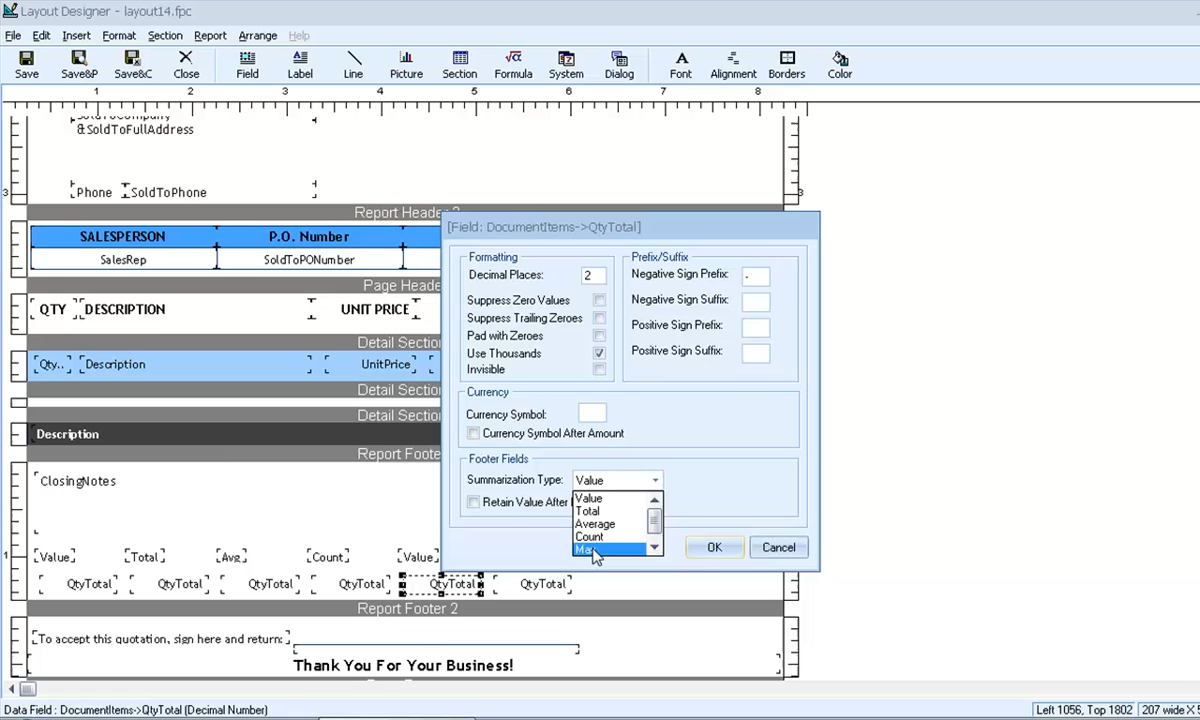 Layout Designer - layout14.fpc
File Edit Insert Format Section Report Arrange Help
Save Save&P Save&C Close Field Label Line Picture Section Formula System Dialog Font Alignment Borders Color
1 2 3 4 5 6 7 8
&SoldToFullAddress
Phone SoldToPhone
3 3
Report Header 2
SALESPERSON P.O. Number
SalesRep SoldToPONumber
Page Heade
QTY DESCRIPTION UNIT PRICE
Detail Sectio
Qty.. Description UnitPrice
Detail Sectio
Detail Sectio
Description
Report Foote
ClosingNotes
1
Value Total Avg Count Value
QtyTotal QtyTotal QtyTotal QtyTotal QtyTotal QtyTotal
Report Footer 2
To accept this quotation, sign here and return:
Thank You For Your Business!
[Field: DocumentItems->QtyTotal]
Formatting
Decimal Places: 2
Suppress Zero Values
Suppress Trailing Zeroes
Pad with Zeroes
Use Thousands
Invisible
Prefix/Suffix
Negative Sign Prefix: -
Negative Sign Suffix:
Positive Sign Prefix:
Positive Sign Suffix:
Currency
Currency Symbol:
Currency Symbol After Amount
Footer Fields
Summarization Type: Value
Retain Value After
Value
Total
Average
Count
OK Cancel
Data Field : DocumentItems->QtyTotal (Decimal Number)
Left 1056, Top 1802 207 wide X